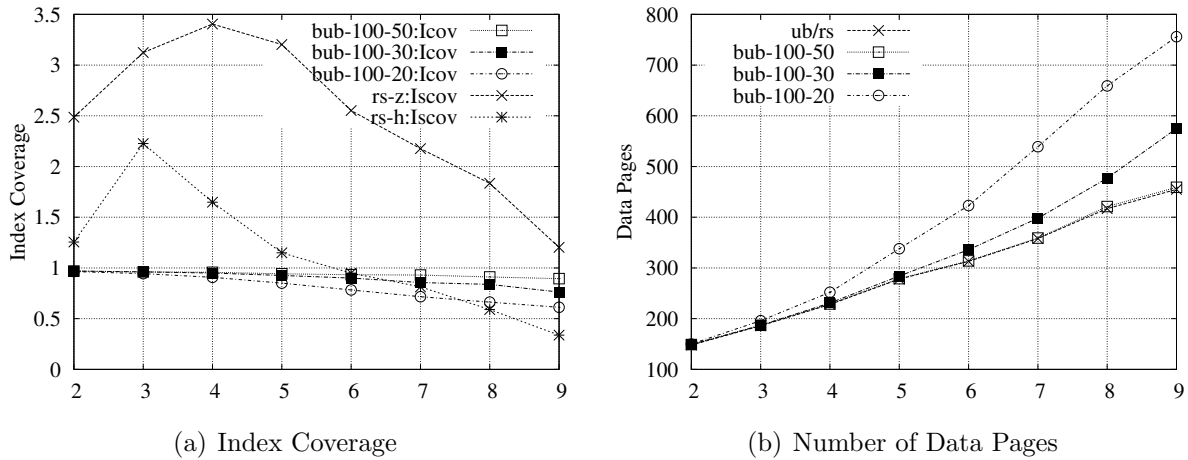 3.5
3
2.5
2
1.5
1
0.5
0
Index Coverage
bub-100-50:Icov
bub-100-30:Icov
bub-100-20:Icov
rs-z:Iscov
rs-h:Iscov
2 3 4 5 6 7 8 9
(a) Index Coverage
800
700
600
500
400
300
200
100
Data Pages
ub/rs
bub-100-50
bub-100-30
bub-100-20
2 3 4 5 6 7 8 9
(b) Number of Data Pages